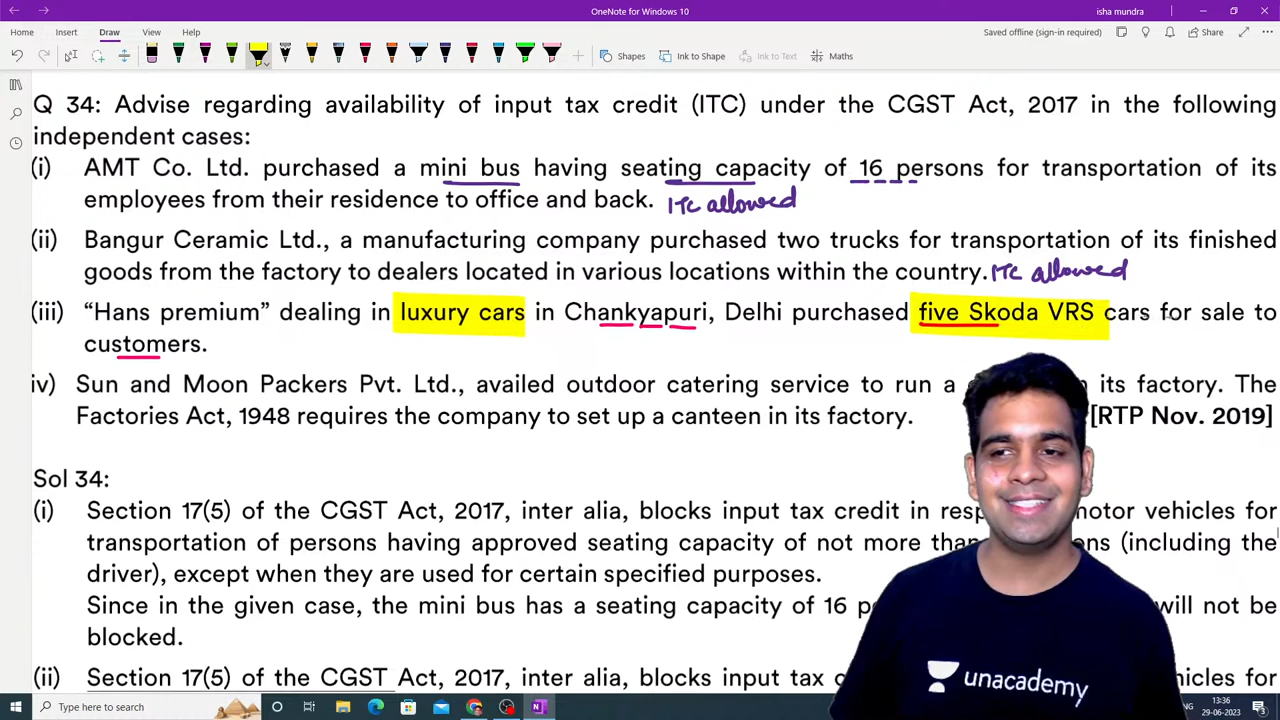 OneNote for Windows 10
isha mundra
Home Insert Draw View Help
Saved offline (sign-in required)
Share
Shapes
Ink to Shape
Ink to Text
Maths
Q 34: Advise regarding availability of input tax credit (ITC) under the CGST Act, 2017 in the following
independent cases:
(i) AMT Co. Ltd. purchased a mini bus having seating capacity of 16 persons for transportation of its
employees from their residence to office and back. ITC allowed
(ii) Bangur Ceramic Ltd., a manufacturing company purchased two trucks for transportation of its finished
goods from the factory to dealers located in various locations within the country. ITC allowed
(iii) “Hans premium” dealing in luxury cars in Chankyapuri, Delhi purchased five Skoda VRS cars for sale to
customers.
iv) Sun and Moon Packers Pvt. Ltd., availed outdoor catering service to run a its factory. The
Factories Act, 1948 requires the company to set up a canteen in its factory. [RTP Nov. 2019]
Sol 34:
(i) Section 17(5) of the CGST Act, 2017, inter alia, blocks input tax credit in motor vehicles for
transportation of persons having approved seating capacity of not more than (including the
driver), except when they are used for certain specified purposes.
Since in the given case, the mini bus has a seating capacity of 16 will not be
blocked.
(ii) Section 17(5) of the CGST Act, 2017, inter alia, blocks input tax for
unacademy
Type here to search
ENG
13:36
29-06-2023